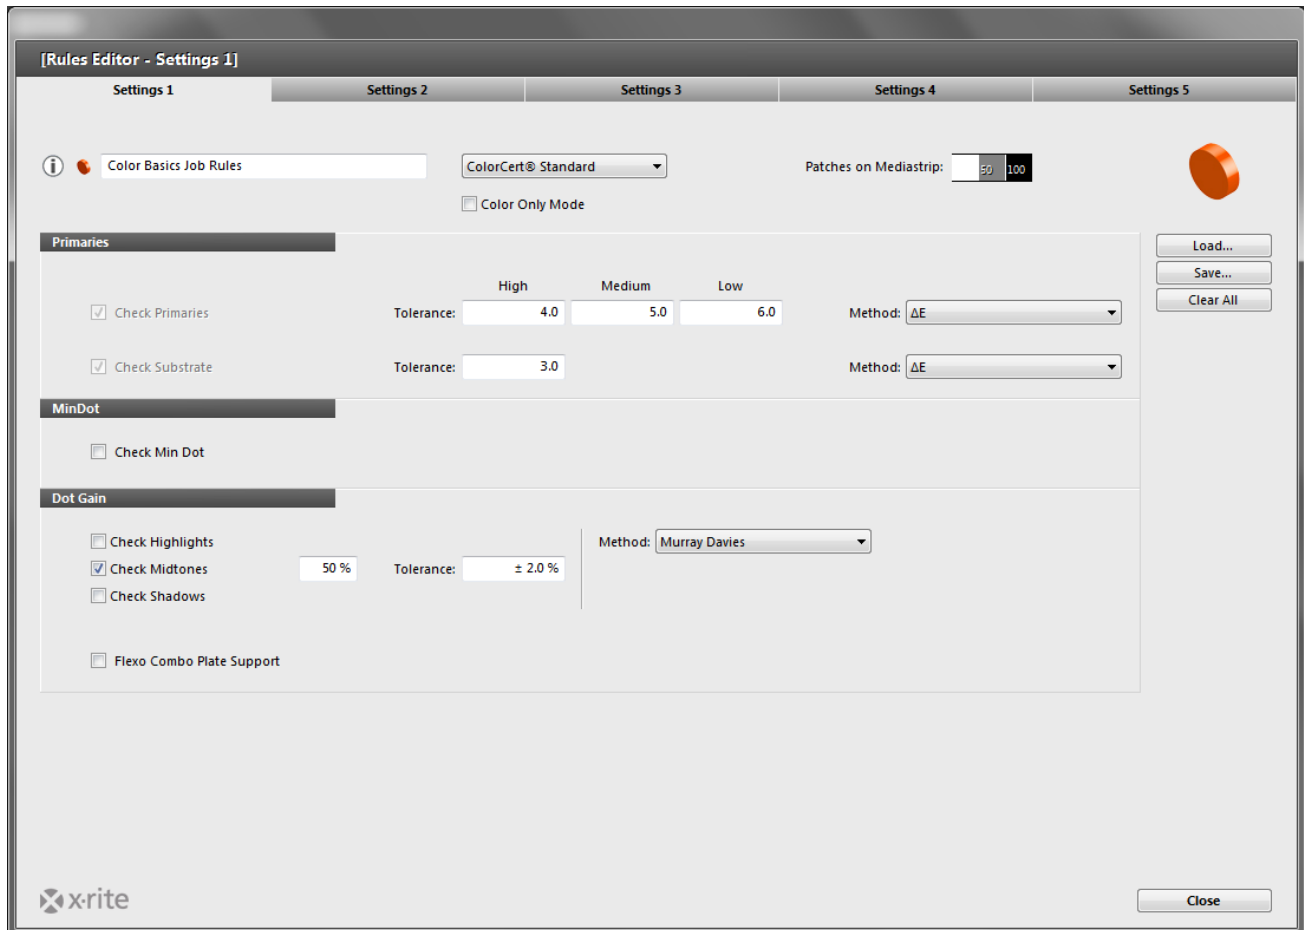 [Rules Editor - Settings 1]
Settings 1 Settings 2 Settings 3 Settings 4 Settings 5
i Color Basics Job Rules ColorCert® Standard Patches on Mediastrip: 50 100
Color Only Mode
Primaries
Load...
Save...
High Medium Low Clear All
Check Primaries Tolerance: 4.0 5.0 6.0 Method: ΔE
Check Substrate Tolerance: 3.0 Method: ΔE
MinDot
Check Min Dot
Dot Gain
Check Highlights Method: Murray Davies
Check Midtones 50 % Tolerance: ± 2.0 %
Check Shadows
Flexo Combo Plate Support
x·rite Close